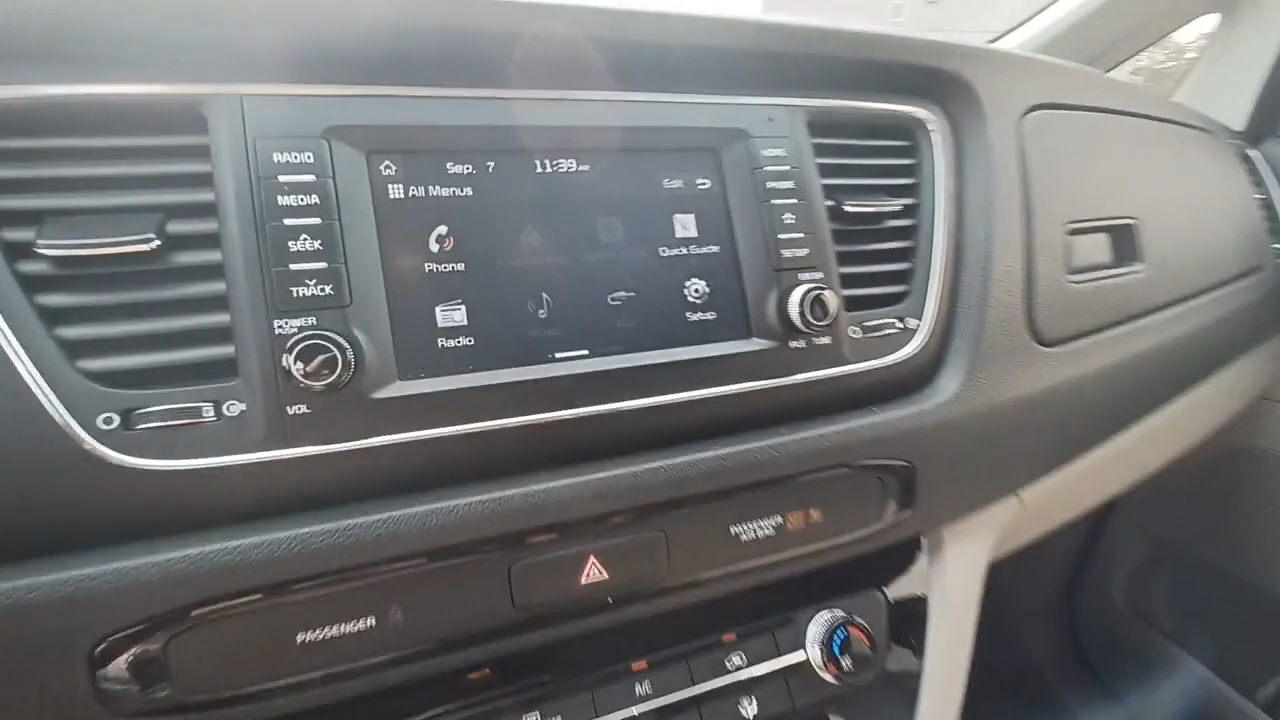 RADIO
MEDIA
SEEK
TRACK
POWER
PUSH
VOL
Sep. 7 11:39
All Menus
Edit
Phone
Quick Guide
Radio
Setup
HOME
PHONE
SETUP
TUNE
PASSENGER
AIR BAG
PASSENGER
A/C